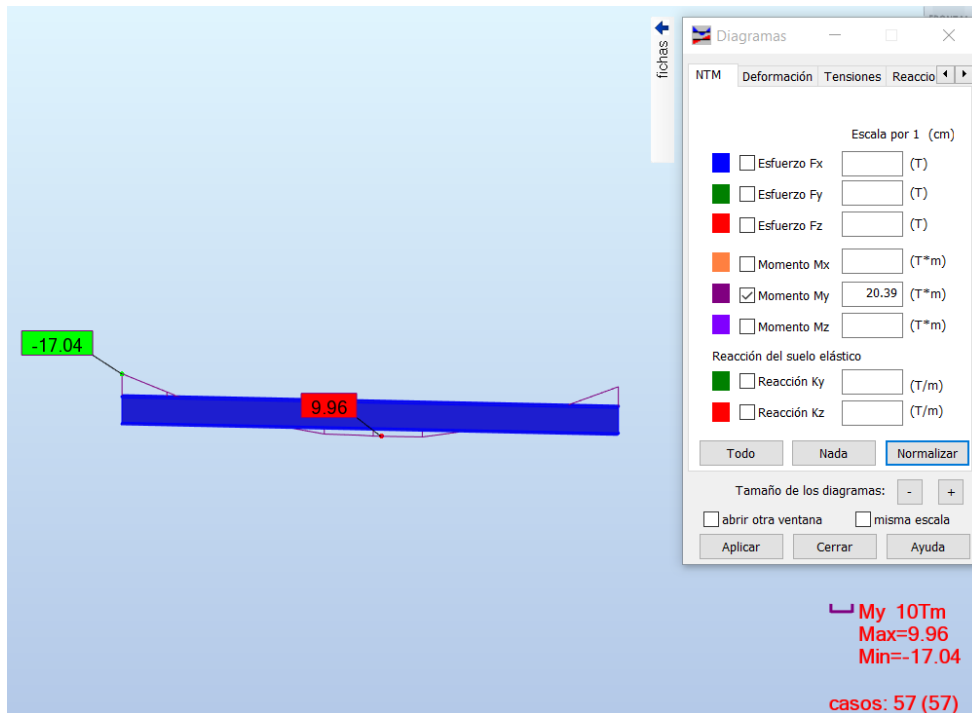 fichas
Diagramas
NTM Deformación Tensiones Reaccio
Escala por 1 (cm)
Esfuerzo Fx (T)
Esfuerzo Fy (T)
Esfuerzo Fz (T)
Momento Mx (T*m)
Momento My 20.39 (T*m)
Momento Mz (T*m)
Reacción del suelo elástico
Reacción Ky (T/m)
Reacción Kz (T/m)
Todo Nada Normalizar
Tamaño de los diagramas: - +
abrir otra ventana misma escala
Aplicar Cerrar Ayuda
-17.04
9.96
My 10Tm
Max=9.96
Min=-17.04
casos: 57 (57)